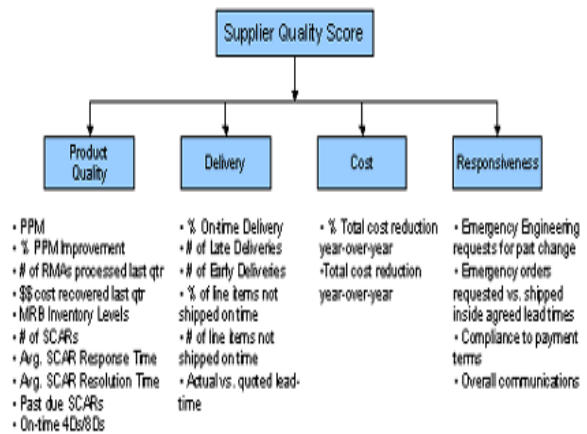 Supplier Quality Score
Product
Quality
Delivery
Cost
Responsiveness
• PPM
• % PPM Improvement
• # of RMAs processed last qtr
• $$ cost recovered last qtr
• MRB Inventory Levels
• # of SCARs
• Avg. SCAR Response Time
• Avg. SCAR Resolution Time
• Past due SCARs
• On-time 4Ds/8Ds
• % On-time Delivery
• # of Late Deliveries
• # of Early Deliveries
• % of line items not
shipped on time
• # of line items not
shipped on time
• Actual vs. quoted lead-
time
• % Total cost reduction
year-over-year
•Total cost reduction
year-over-year
• Emergency Engineering
requests for part change
• Emergency orders
requested vs. shipped
inside agreed lead times
• Compliance to payment
terms
• Overall communications